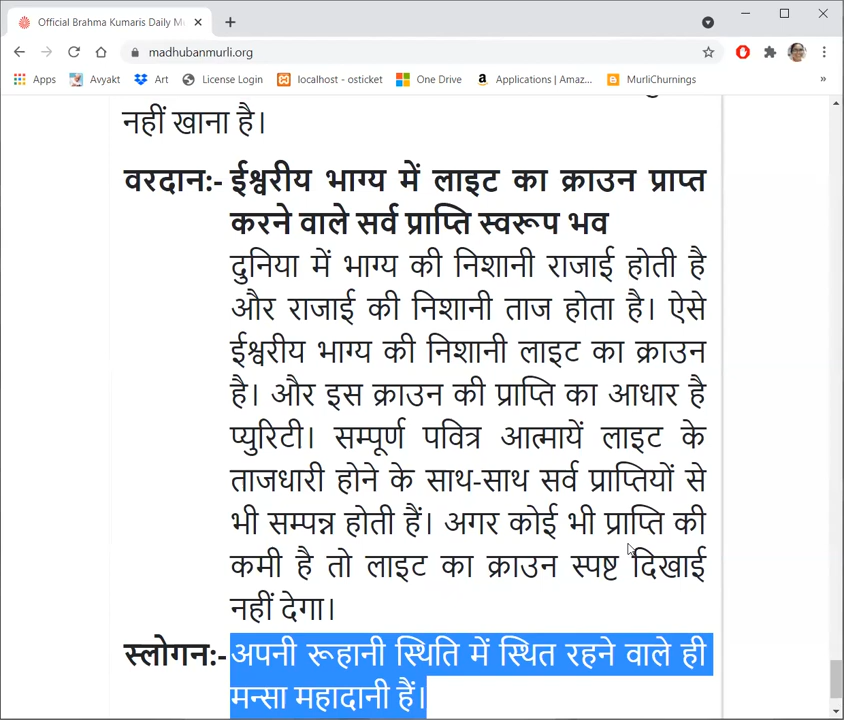 Official Brahma Kumaris Daily Mu
madhubanmurli.org
Apps Avyakt Art License Login localhost - osticket One Drive Applications | Amaz... MurliChurnings »
नहीं खाना है।
वरदान:- ईश्वरीय भाग्य में लाइट का क्राउन प्राप्त
करने वाले सर्व प्राप्ति स्वरूप भव
दुनिया में भाग्य की निशानी राजाई होती है
और राजाई की निशानी ताज होता है। ऐसे
ईश्वरीय भाग्य की निशानी लाइट का क्राउन
है। और इस क्राउन की प्राप्ति का आधार है
प्युरिटी। सम्पूर्ण पवित्र आत्मायें लाइट के
ताजधारी होने के साथ-साथ सर्व प्राप्तियों से
भी सम्पन्न होती हैं। अगर कोई भी प्राप्ति की
कमी है तो लाइट का क्राउन स्पष्ट दिखाई
नहीं देगा।
स्लोगन:- अपनी रूहानी स्थिति में स्थित रहने वाले ही
मन्सा महादानी हैं।